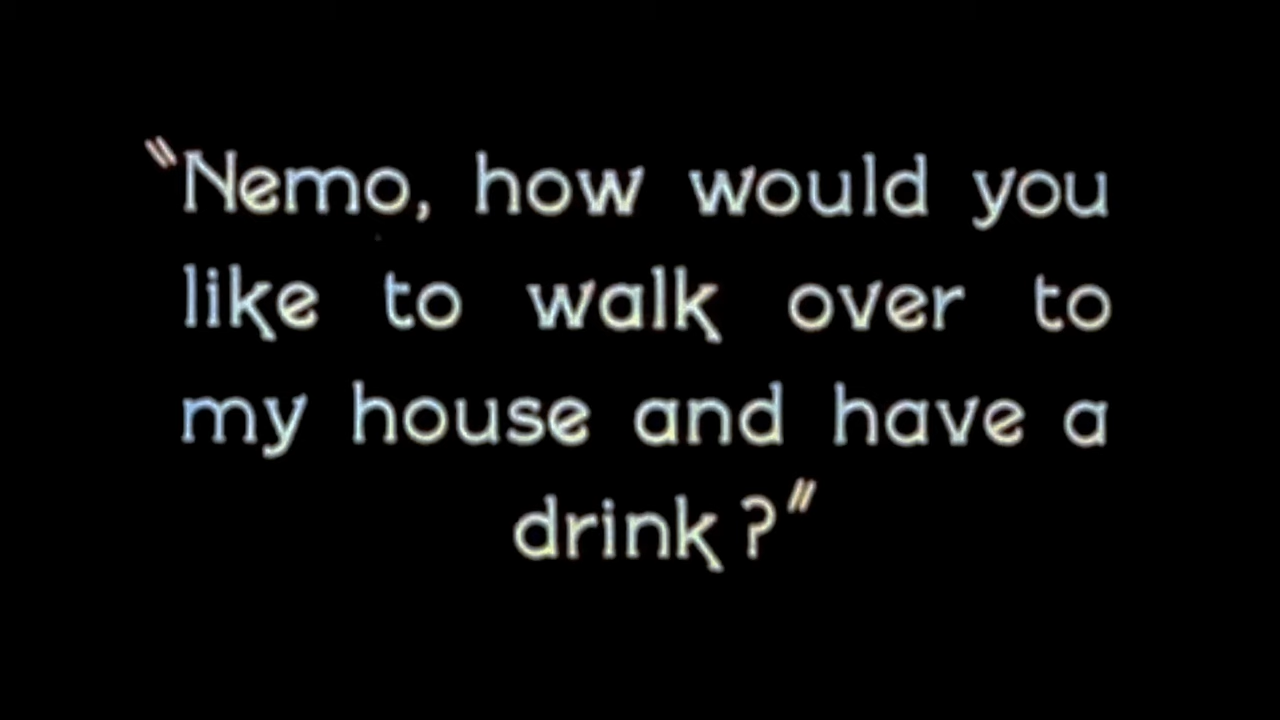 "Nemo, how would you
like to walk over to
my house and have a
drink?"